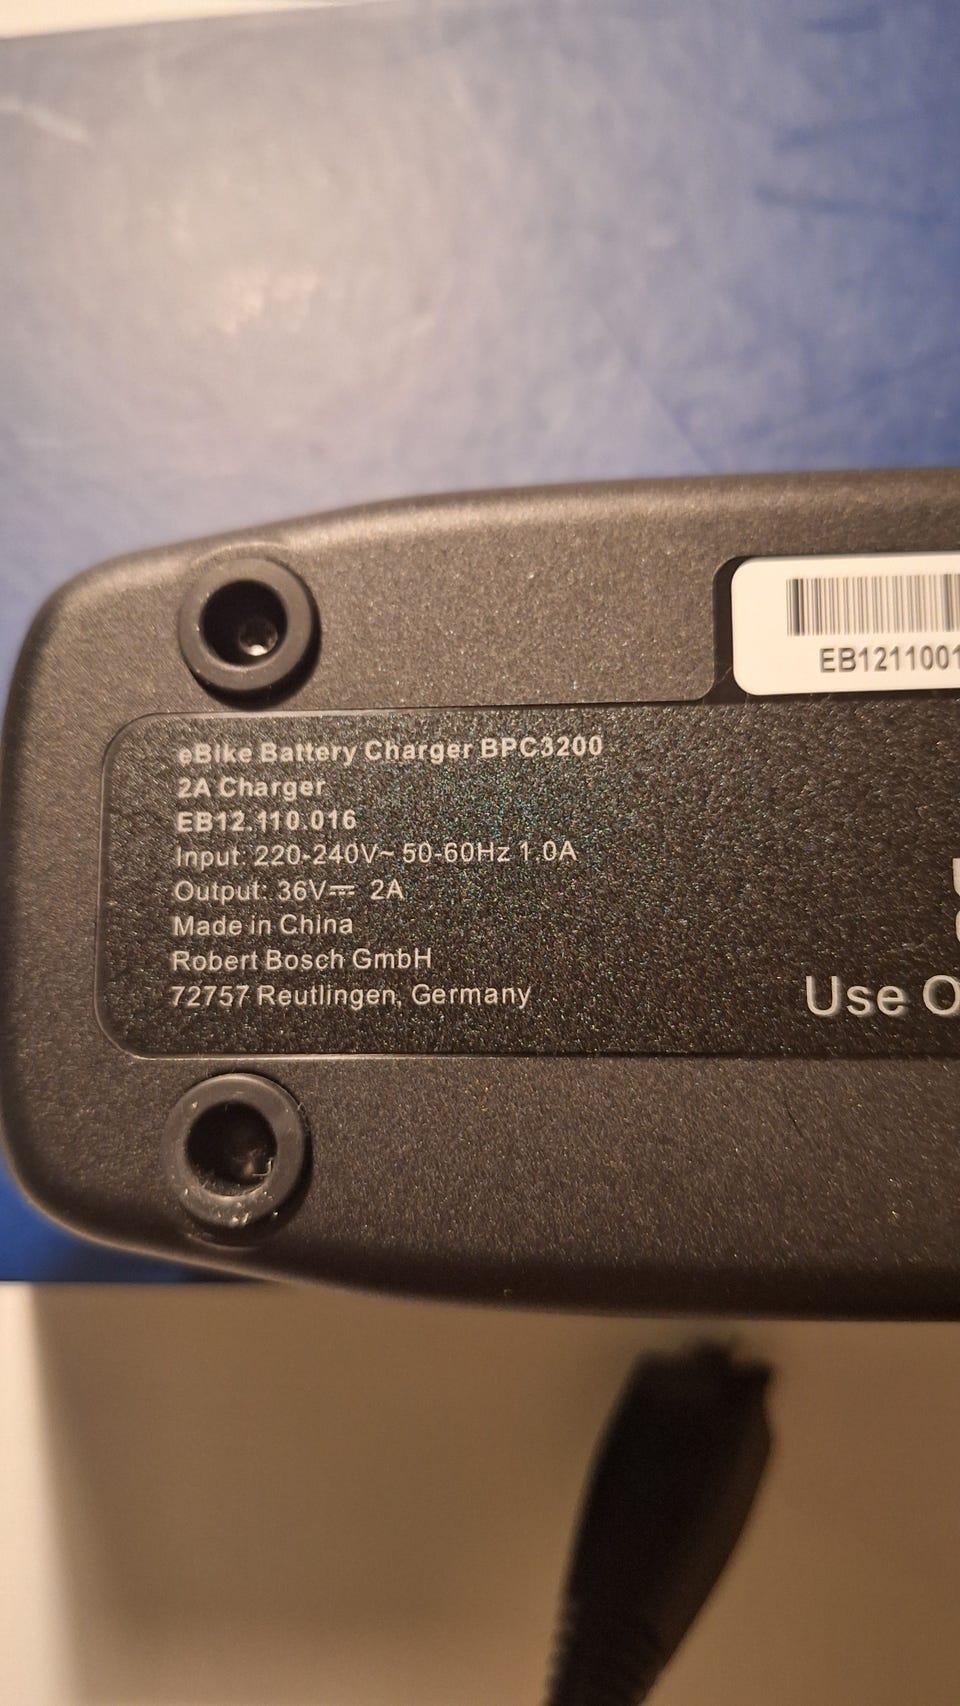 EB1211001
eBike Battery Charger BPC3200
2A Charger
EB12.110.016
Input: 220-240V~ 50-60Hz 1.0A
Output: 36V⎓ 2A
Made in China
Robert Bosch GmbH
72757 Reutlingen, Germany
Use O